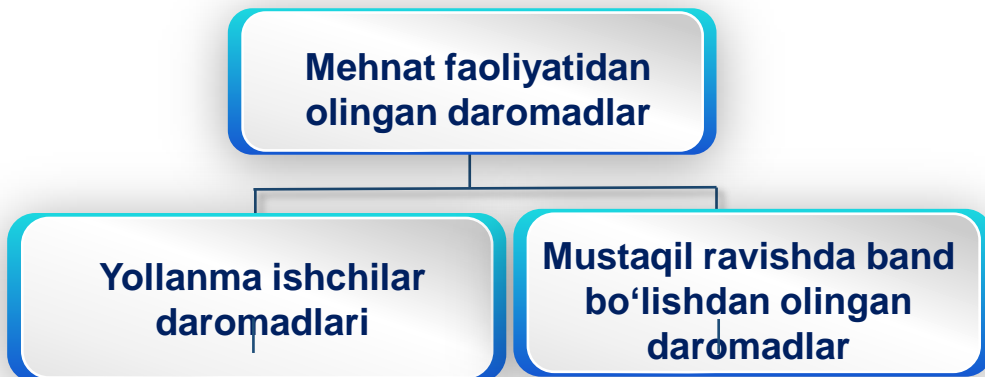 Mehnat faoliyatidan
olingan daromadlar
Yollanma ishchilar
daromadlari
Mustaqil ravishda band
bo‘lishdan olingan
daromadlar